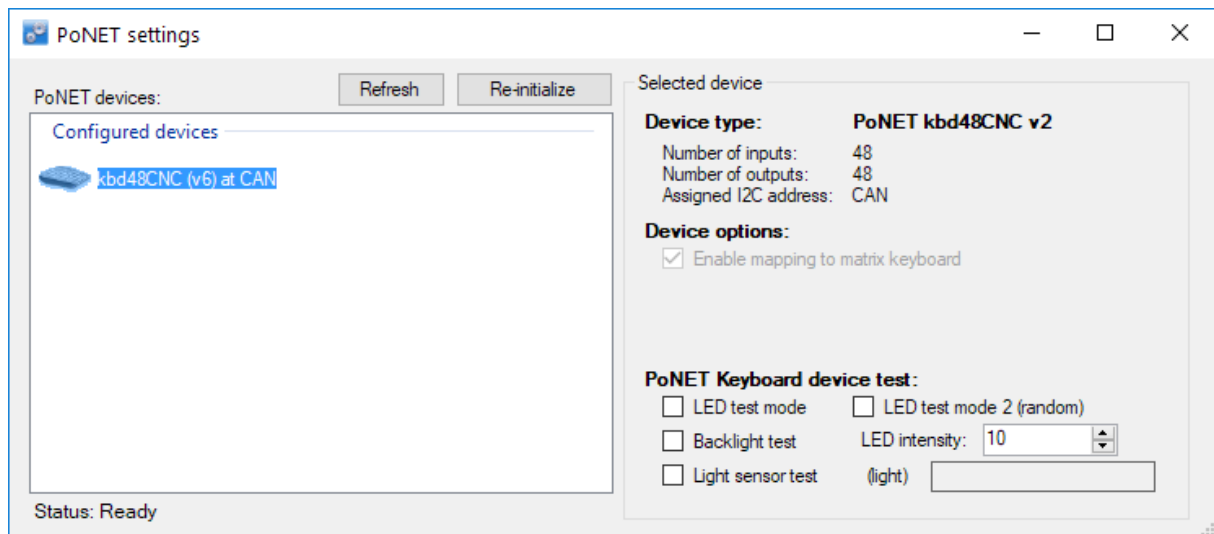 PoNET settings
PoNET devices:
Refresh
Re-initialize
Configured devices
kbd48CNC (v6) at CAN
Status: Ready
Selected device
Device type: PoNET kbd48CNC v2
Number of inputs: 48
Number of outputs: 48
Assigned I2C address: CAN
Device options:
Enable mapping to matrix keyboard
PoNET Keyboard device test:
LED test mode LED test mode 2 (random)
Backlight test LED intensity: 10
Light sensor test (light)